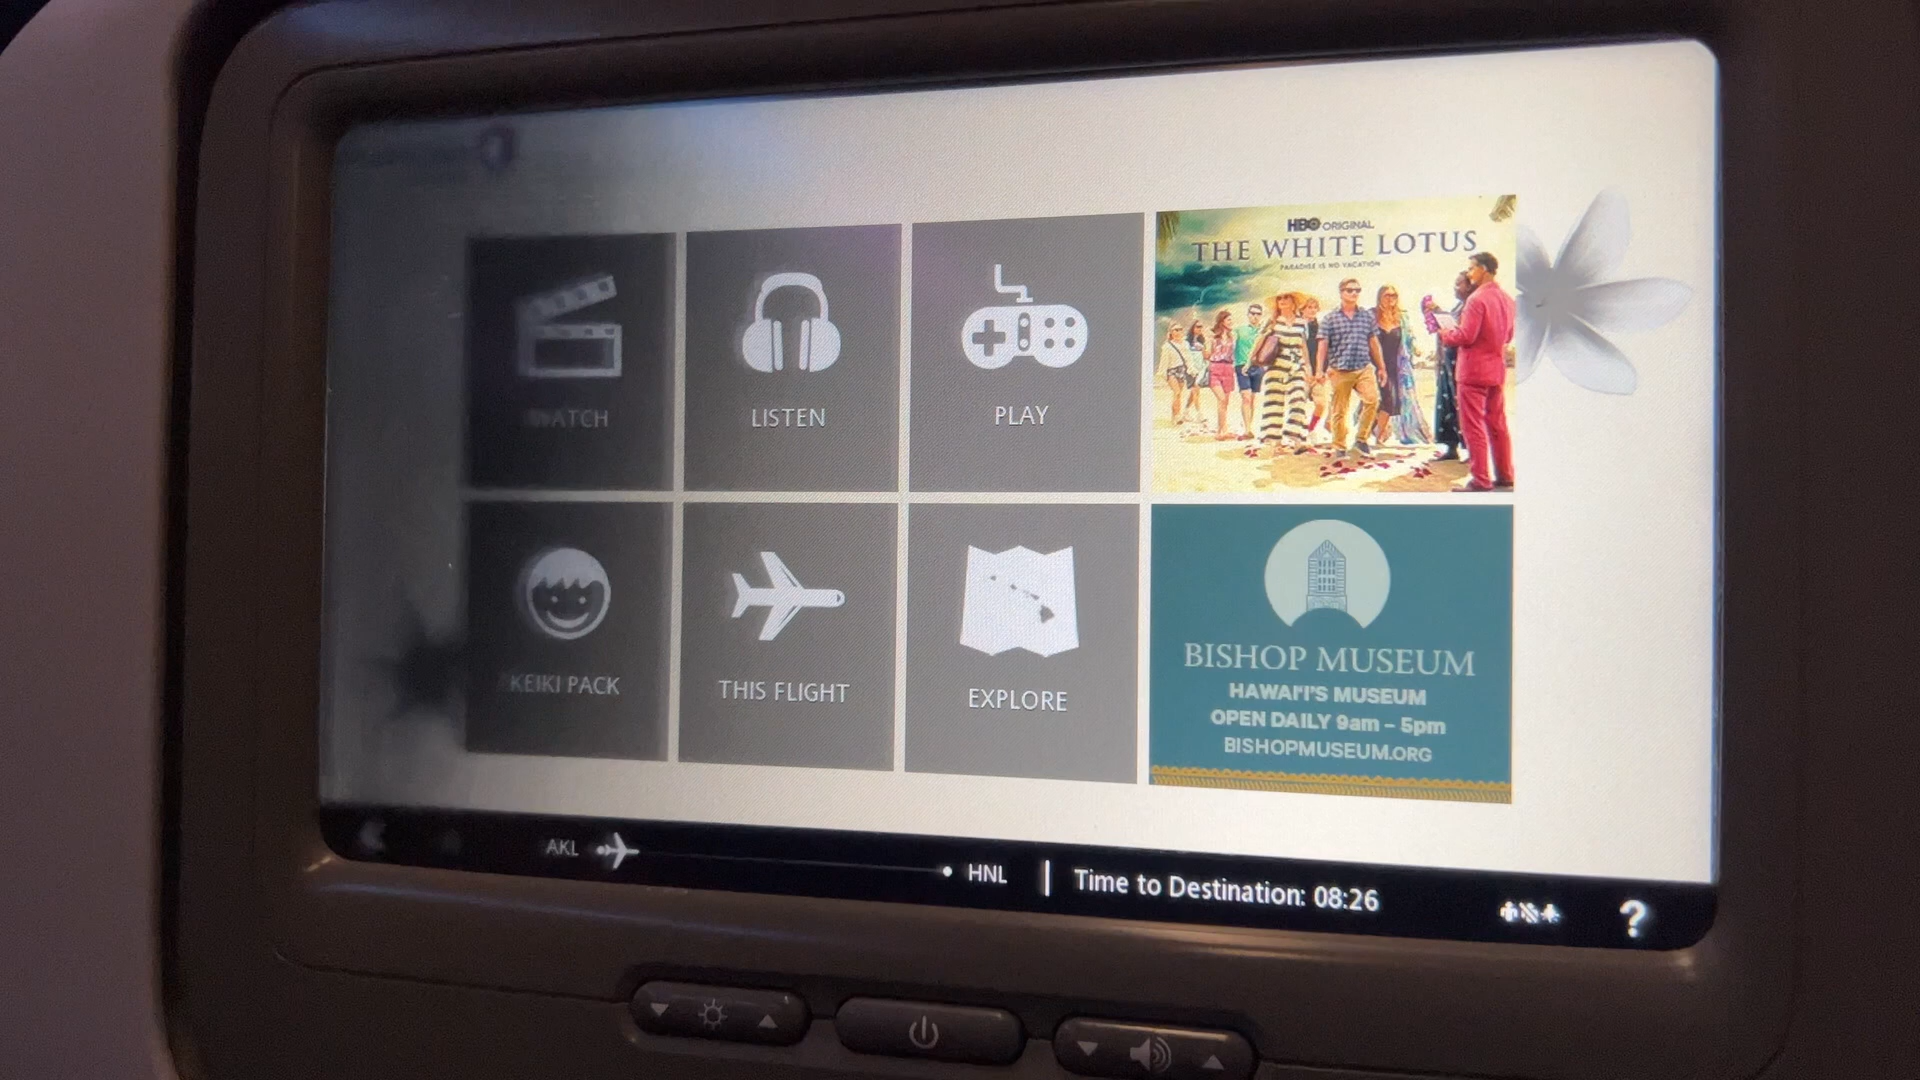 WATCH
LISTEN
PLAY
HBO ORIGINAL
THE WHITE LOTUS
PARADISE IS NO VACATION
KEIKI PACK
THIS FLIGHT
EXPLORE
BISHOP MUSEUM
HAWAIʻI'S MUSEUM
OPEN DAILY 9am – 5pm
BISHOPMUSEUM.ORG
AKL
HNL
Time to Destination: 08:26
?